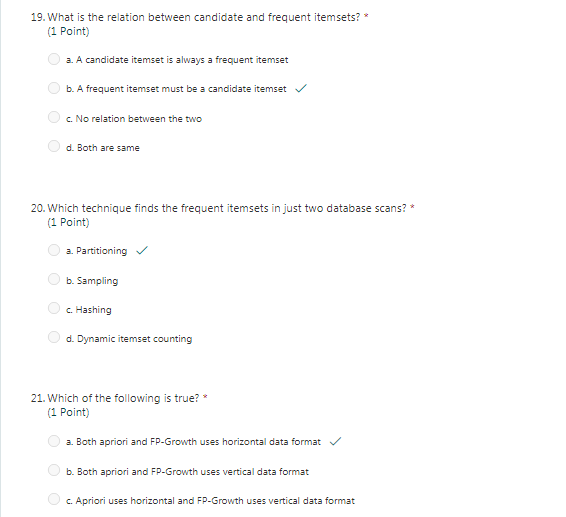 19. What is the relation between candidate and frequent itemsets? *
(1 Point)
a. A candidate itemset is always a frequent itemset
b. A frequent itemset must be a candidate itemset ✓
c. No relation between the two
d. Both are same
20. Which technique finds the frequent itemsets in just two database scans? *
(1 Point)
a. Partitioning ✓
b. Sampling
c. Hashing
d. Dynamic itemset counting
21. Which of the following is true? *
(1 Point)
a. Both apriori and FP-Growth uses horizontal data format ✓
b. Both apriori and FP-Growth uses vertical data format
c. Apriori uses horizontal and FP-Growth uses vertical data format